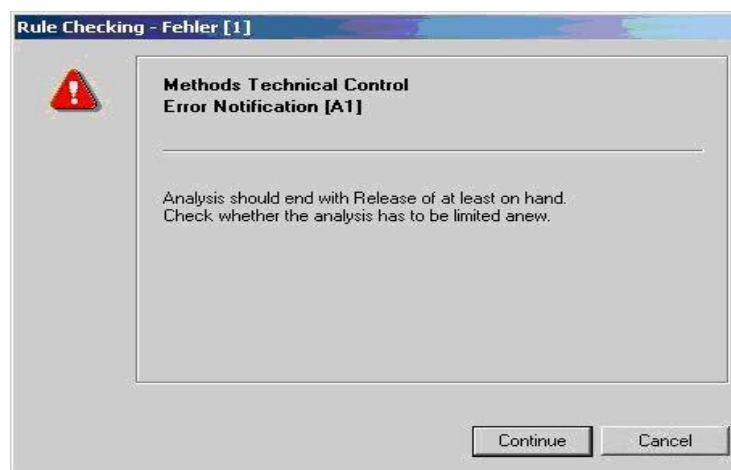 Rule Checking - Fehler [1]
Methods Technical Control
Error Notification [A1]
Analysis should end with Release of at least on hand.
Check whether the analysis has to be limited anew.
Continue
Cancel